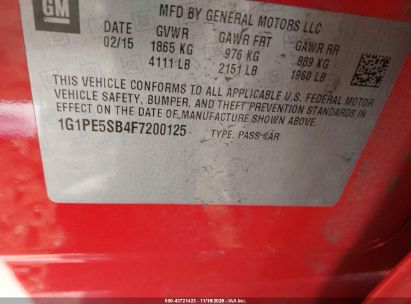 GM
MFD BY GENERAL MOTORS LLC
02/15 GVWR GAWR FRT GAWR RR
1865 KG 976 KG 889 KG
4111 LB 2151 LB 1960 LB
THIS VEHICLE CONFORMS TO ALL APPLICABLE U.S. FEDERAL MOTOR
VEHICLE SAFETY, BUMPER, AND THEFT PREVENTION STANDARDS IN
EFFECT ON THE DATE OF MANUFACTURE SHOWN ABOVE.
1G1PE5SB4F7200125 TYPE: PASS-CAR